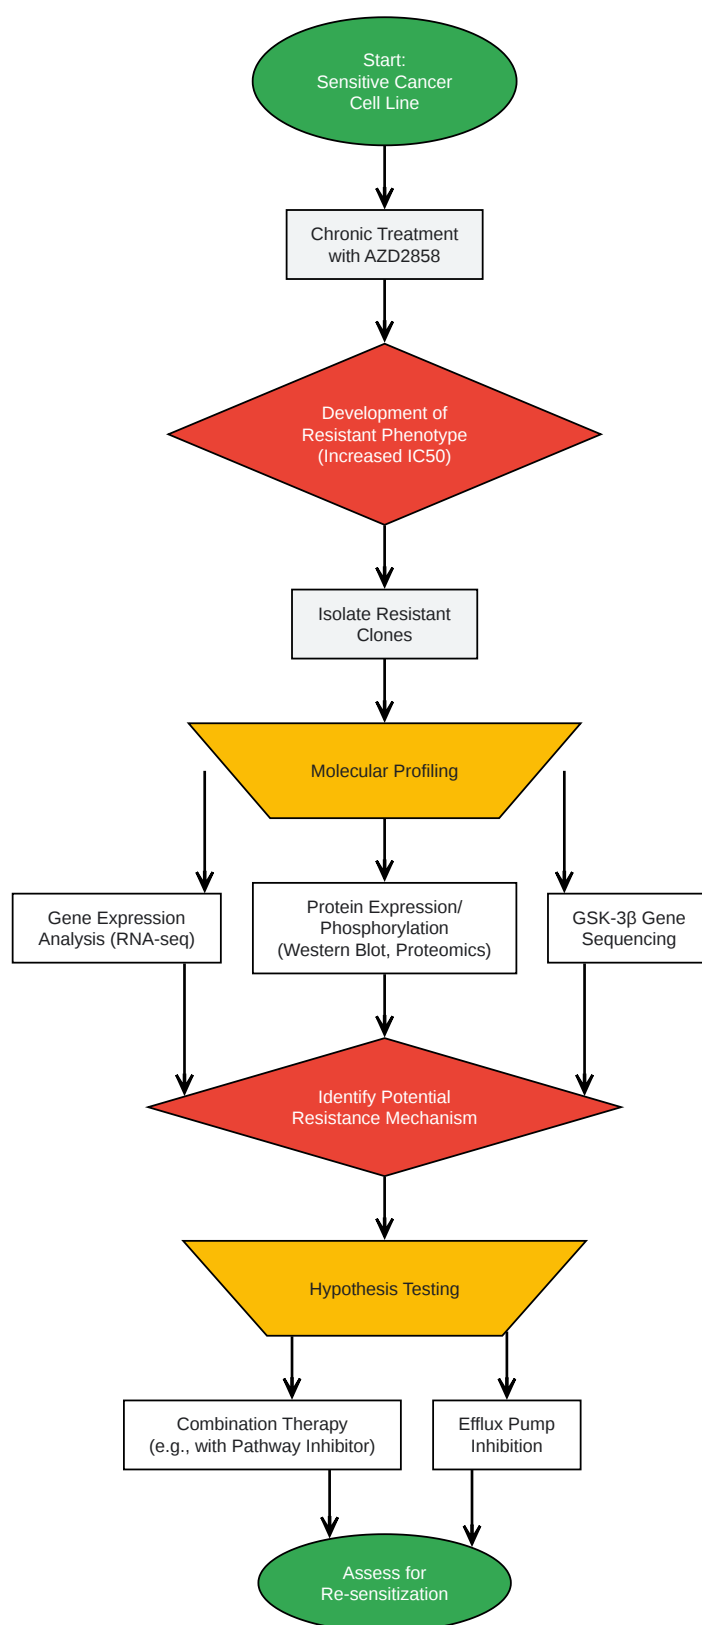 Start:
Sensitive Cancer
Cell Line
Chronic Treatment
with AZD2858
Development of
Resistant Phenotype
(Increased IC50)
Isolate Resistant
Clones
Molecular Profiling
Gene Expression
Analysis (RNA-seq)
Protein Expression/
Phosphorylation
(Western Blot, Proteomics)
GSK-3β Gene
Sequencing
Identify Potential
Resistance Mechanism
Hypothesis Testing
Combination Therapy
(e.g., with Pathway Inhibitor)
Efflux Pump
Inhibition
Assess for
Re-sensitization